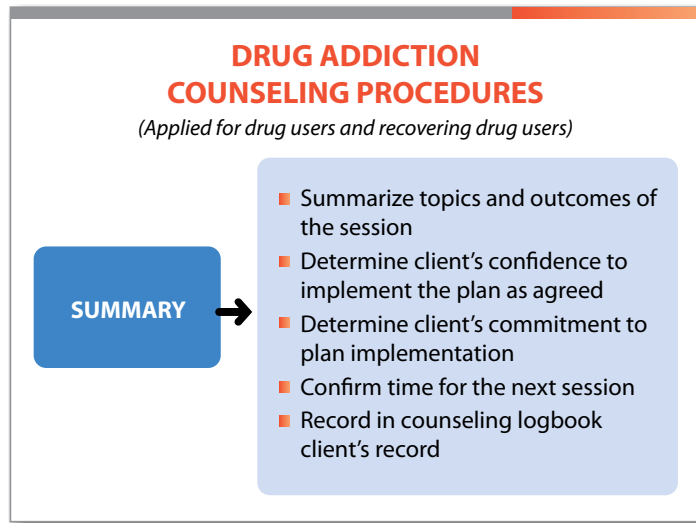 DRUG ADDICTION
COUNSELING PROCEDURES
(Applied for drug users and recovering drug users)
SUMMARY
Summarize topics and outcomes of
the session
Determine client's confidence to
implement the plan as agreed
Determine client's commitment to
plan implementation
Confirm time for the next session
Record in counseling logbook
client's record